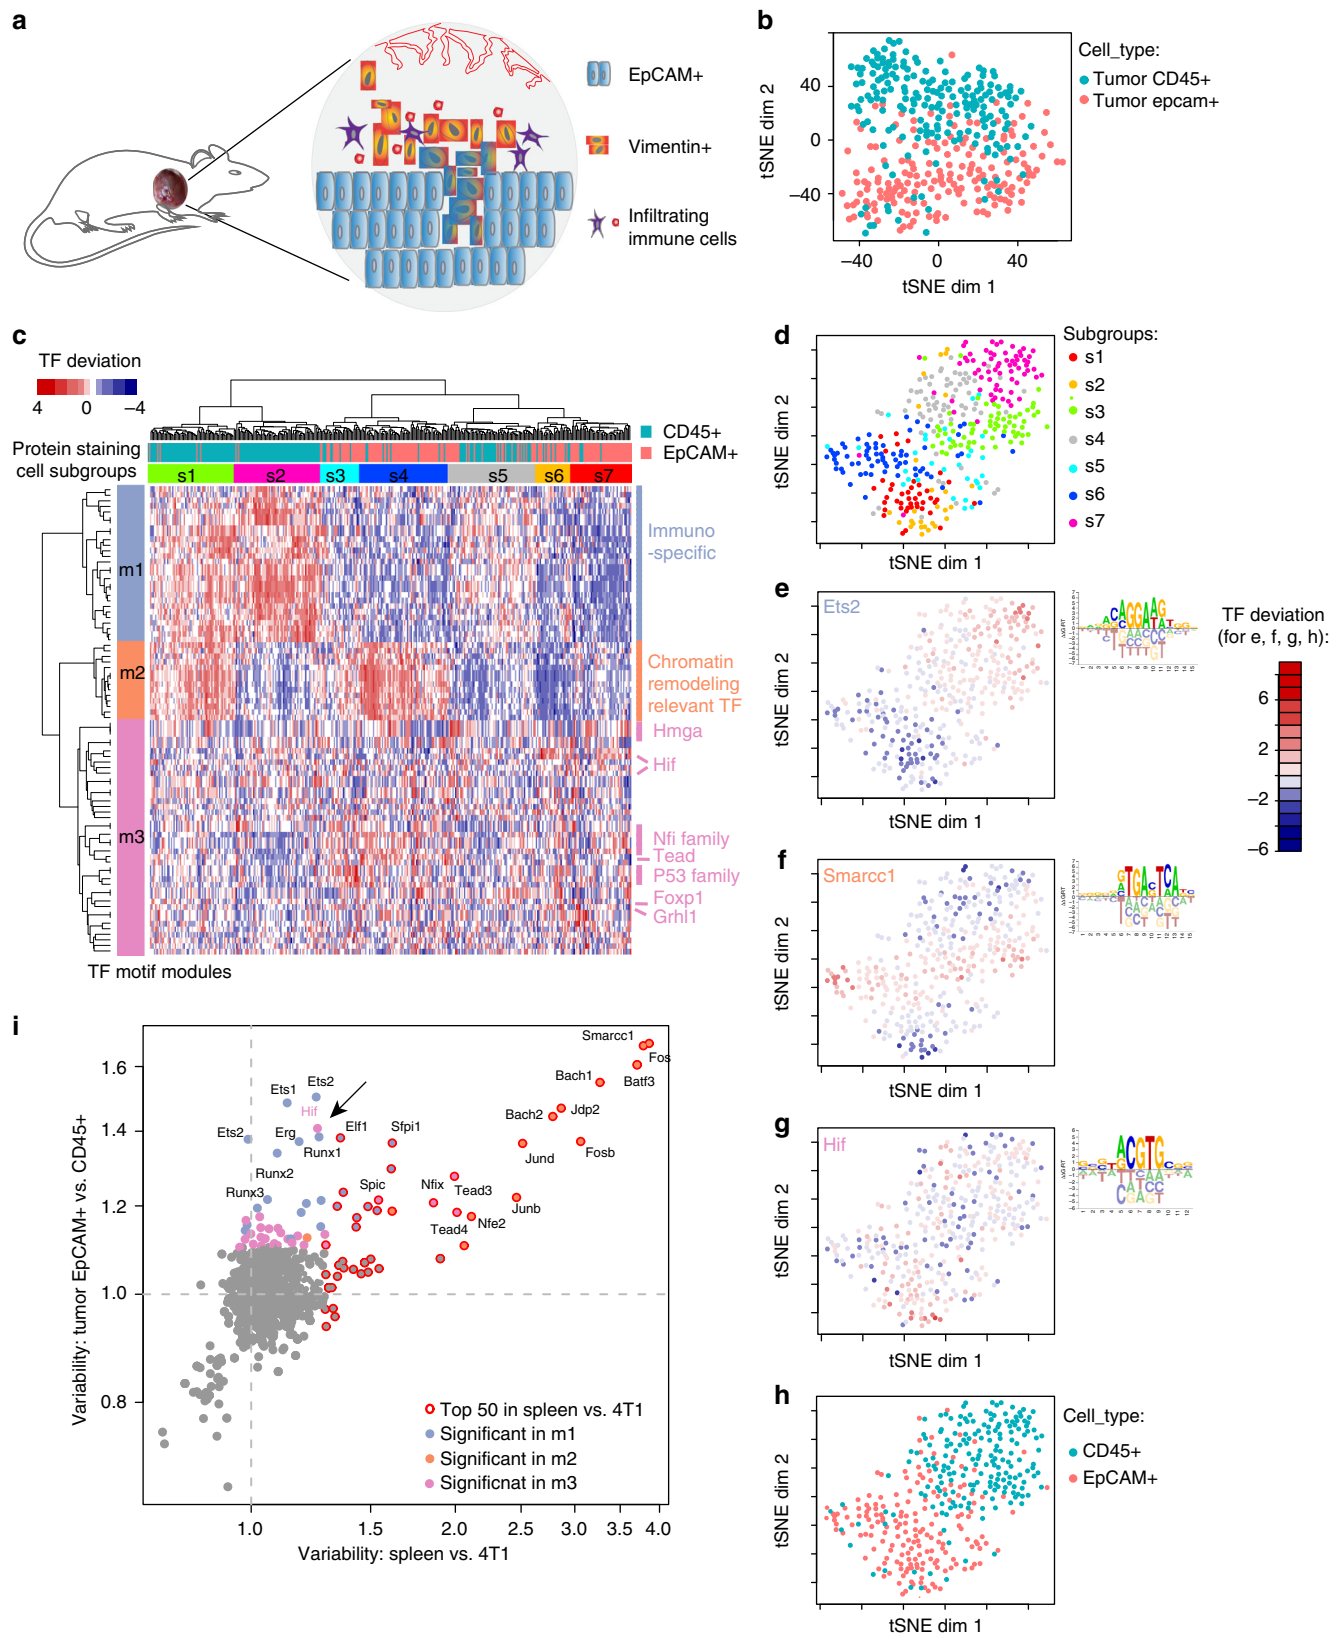 a
EpCAM+
Vimentin+
Infiltrating
immune cells
b
tSNE dim 2
40
0
−40
−40
0
40
tSNE dim 1
Cell_type:
Tumor CD45+
Tumor epcam+
c
TF deviation
4
0
−4
Protein staining
cell subgroups
CD45+
EpCAM+
s1
s2
s3
s4
s5
s6
s7
m1
m2
m3
Immuno
-specific
Chromatin
remodeling
relevant TF
Hmga
Hif
Nfi family
Tead
P53 family
Foxp1
Grhl1
TF motif modules
d
tSNE dim 2
tSNE dim 1
Subgroups:
s1
s2
s3
s4
s5
s6
s7
e
Ets2
tSNE dim 2
tSNE dim 1
TF deviation
(for e, f, g, h):
6
2
−2
−6
f
Smarcc1
tSNE dim 2
tSNE dim 1
g
Hif
tSNE dim 2
tSNE dim 1
h
tSNE dim 2
tSNE dim 1
Cell_type:
CD45+
EpCAM+
i
Variability: tumor EpCAM+ vs. CD45+
1.6
1.4
1.2
1.0
0.8
Smarcc1
Fos
Batf3
Bach1
Jdp2
Bach2
Jund
Fosb
Junb
Ets1
Ets2
Hif
Ets2
Erg
Runx1
Elf1
Sfpi1
Runx2
Runx3
Spic
Nfix
Tead3
Tead4
Nfe2
Top 50 in spleen vs. 4T1
Significant in m1
Significant in m2
Significnat in m3
1.0
1.5
2.0
2.5
3.0
3.5
4.0
Variability: spleen vs. 4T1